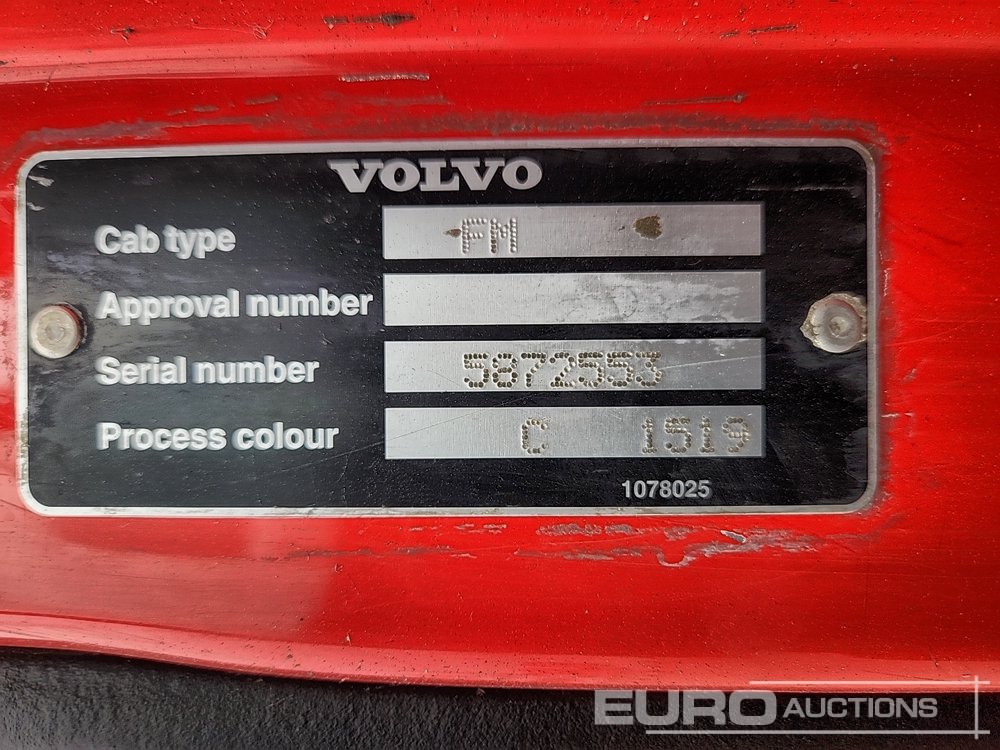 VOLVO
Cab type FM
Approval number
Serial number 5872553
Process colour C 1519
1078025
EURO AUCTIONS